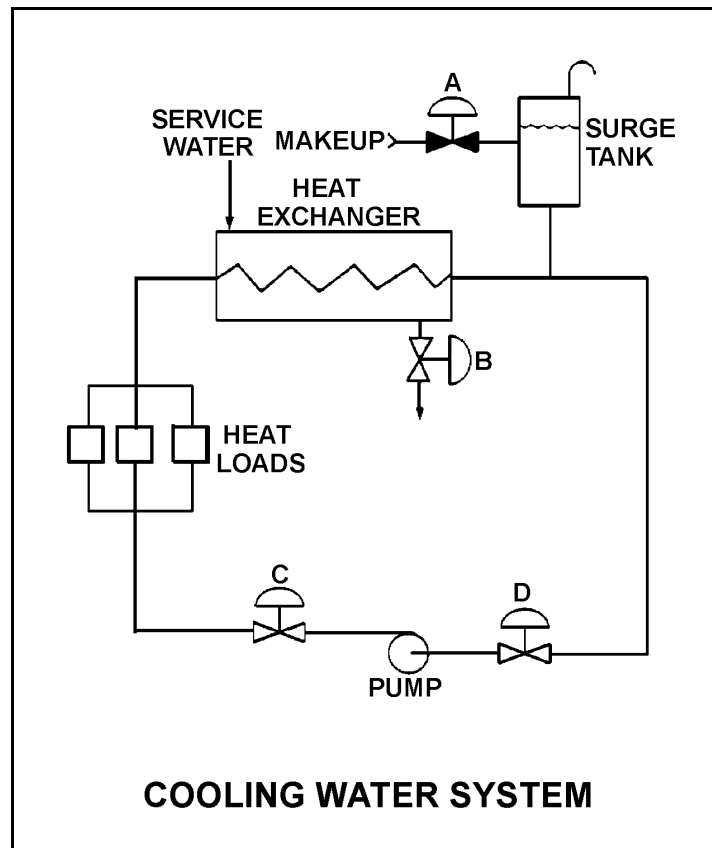 A
SERVICE
WATER
MAKEUP
SURGE
TANK
HEAT
EXCHANGER
B
HEAT
LOADS
C
D
PUMP
COOLING WATER SYSTEM